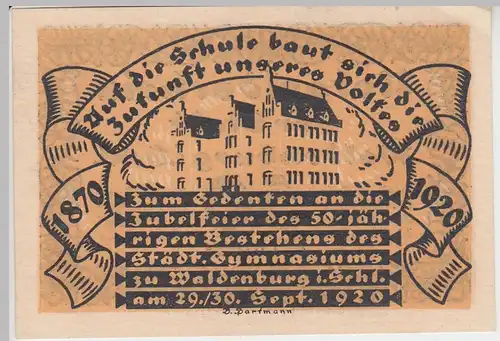 Auf die Schule baut sich die
Zukunft unseres Volkes
1870
1920
Zum Gedenken an die
Jubelfeier des 50-jäh-
rigen Bestehens des
Städt. Gymnasiums
zu Waldenburg i. Schl.
am 29./30. Sept. 1920
D. Partmann